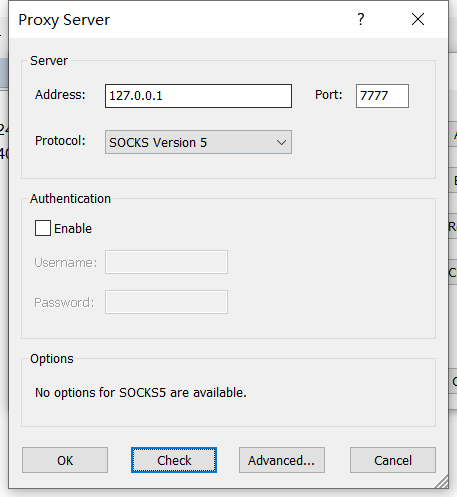 Proxy Server
Server
Address: 127.0.0.1 Port: 7777
Protocol: SOCKS Version 5
Authentication
Enable
Username:
Password:
Options
No options for SOCKS5 are available.
OK Check Advanced... Cancel